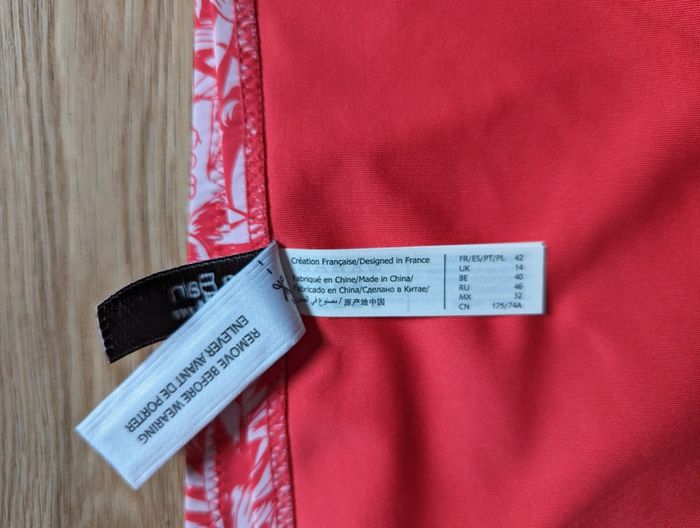 Création Française/Designed in France
Fabriqué en Chine/Made in China/
Fabricado en China/Сделано в Китае/
صنع في الصين / 原产地中国
FR/ES/PT/PL 42
UK 14
BE 40
RU 46
MX 32
CN 175/74A
REMOVE BEFORE WEARING
ENLEVER AVANT DE PORTER
Bain